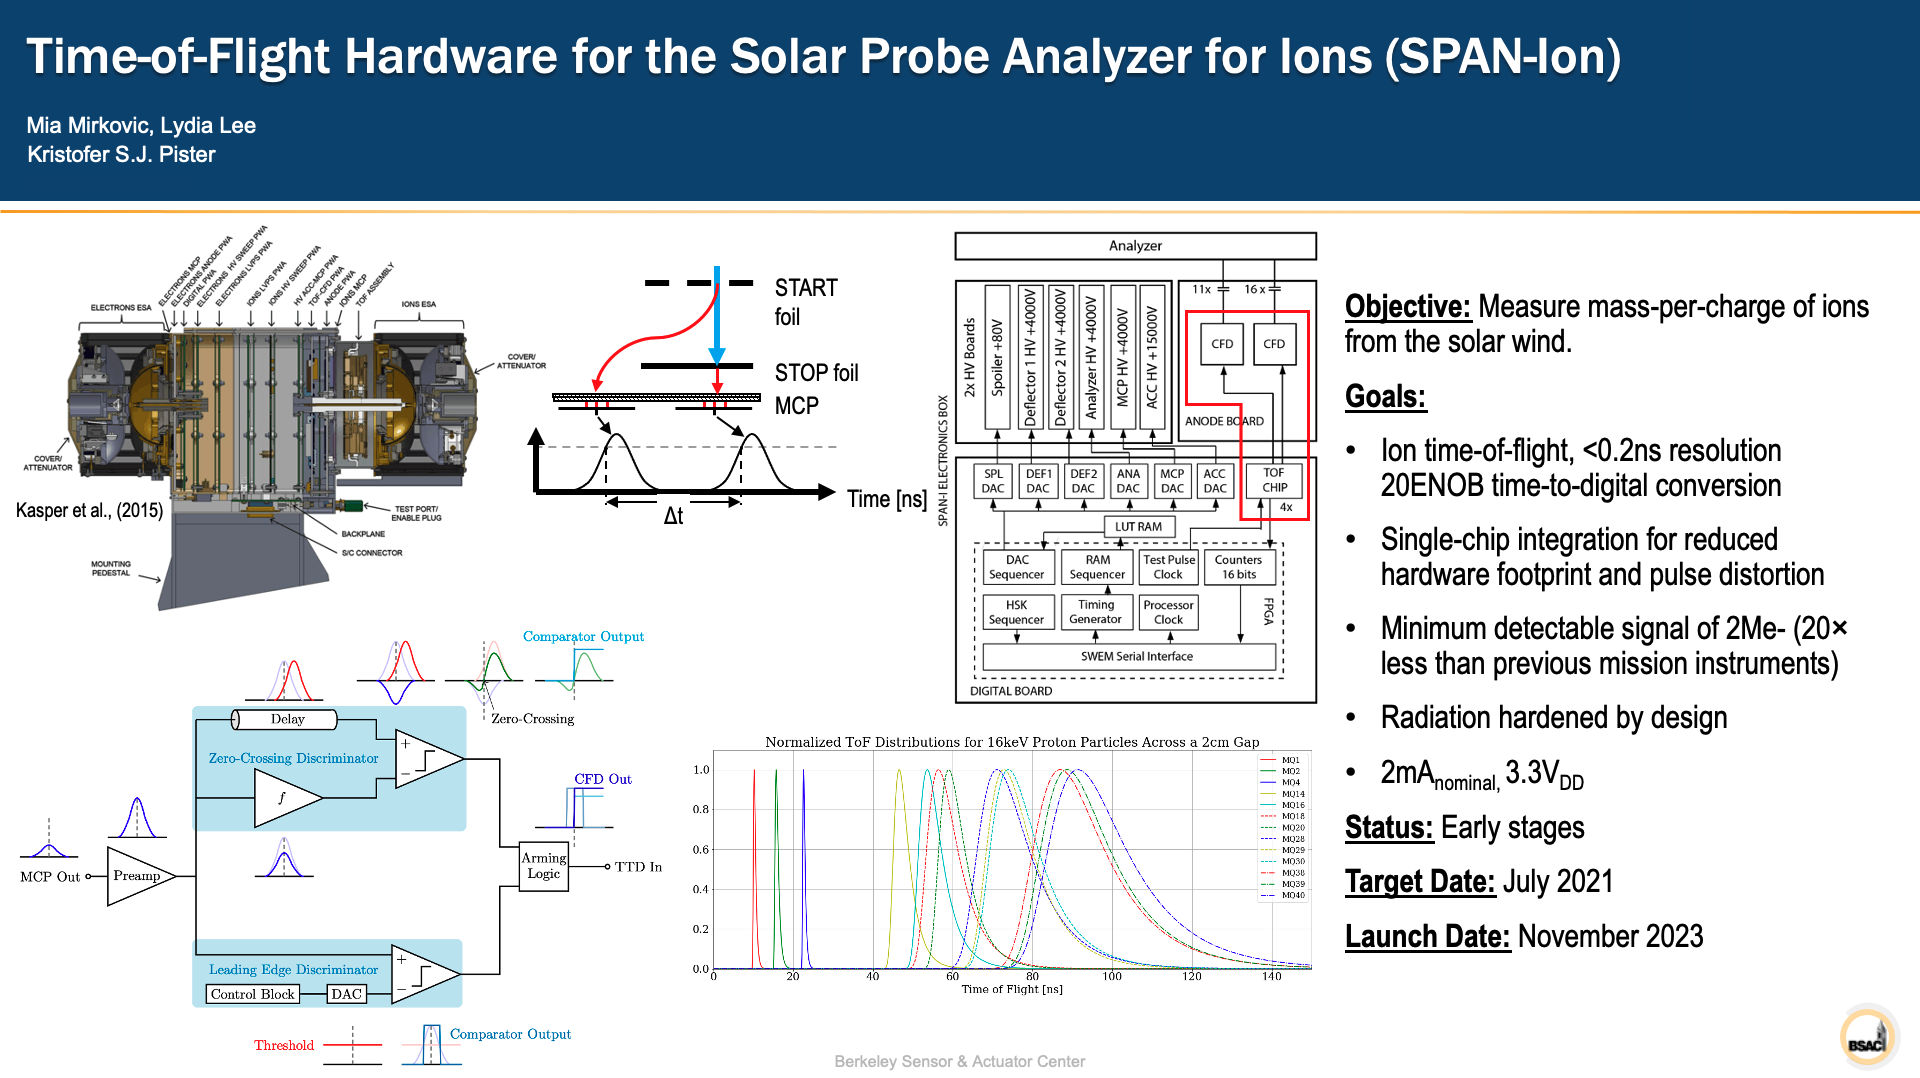 Time-of-Flight Hardware for the Solar Probe Analyzer for Ions (SPAN-Ion)
Mia Mirkovic, Lydia Lee
Kristofer S.J. Pister
ELECTRONS ESA
ELECTRONS MCP
ELECTRONS ANODE PWA
DIGITAL PWA
ELECTRONS HV SWEEP PWA
ELECTRONS LVPS PWA
IONS LVPS PWA
IONS HV SWEEP PWA
HV ACC-MCP PWA
TOF-CFD PWA
ANODE PWA
IONS MCP
TOF ASSEMBLY
IONS ESA
COVER/
ATTENUATOR
COVER/
ATTENUATOR
Kasper et al., (2015)
TEST PORT/
ENABLE PLUG
BACKPLANE
S/C CONNECTOR
MOUNTING
PEDESTAL
START
foil
STOP foil
MCP
Time [ns]
Δt
Analyzer
11x
16 x
2x HV Boards
Spoiler +80V
Deflector 1 HV +4000V
Deflector 2 HV +4000V
Analyzer HV +4000V
MCP HV +4000V
ACC HV +15000V
CFD
CFD
ANODE BOARD
SPAN-I ELECTRONICS BOX
SPL
DAC
DEF1
DAC
DEF2
DAC
ANA
DAC
MCP
DAC
ACC
DAC
TOF
CHIP
4x
LUT RAM
DAC
Sequencer
RAM
Sequencer
Test Pulse
Clock
Counters
16 bits
HSK
Sequencer
Timing
Generator
Processor
Clock
FPGA
SWEM Serial Interface
DIGITAL BOARD
Objective: Measure mass-per-charge of ions
from the solar wind.
Goals:
• Ion time-of-flight, <0.2ns resolution
20ENOB time-to-digital conversion
• Single-chip integration for reduced
hardware footprint and pulse distortion
• Minimum detectable signal of 2Me- (20×
less than previous mission instruments)
• Radiation hardened by design
• 2mAnominal, 3.3VDD
Status: Early stages
Target Date: July 2021
Launch Date: November 2023
Comparator Output
Zero-Crossing
Delay
Zero-Crossing Discriminator
f
+
−
CFD Out
MCP Out
Preamp
Arming
Logic
TTD In
Leading Edge Discriminator
Control Block
DAC
+
−
Threshold
Comparator Output
Normalized ToF Distributions for 16keV Proton Particles Across a 2cm Gap
1.0
0.8
0.6
0.4
0.2
0.0
0 20 40 60 80 100 120 140
Time of Flight [ns]
MQ1
MQ2
MQ4
MQ14
MQ16
MQ18
MQ20
MQ28
MQ29
MQ30
MQ38
MQ39
MQ40
Berkeley Sensor & Actuator Center
BSAC